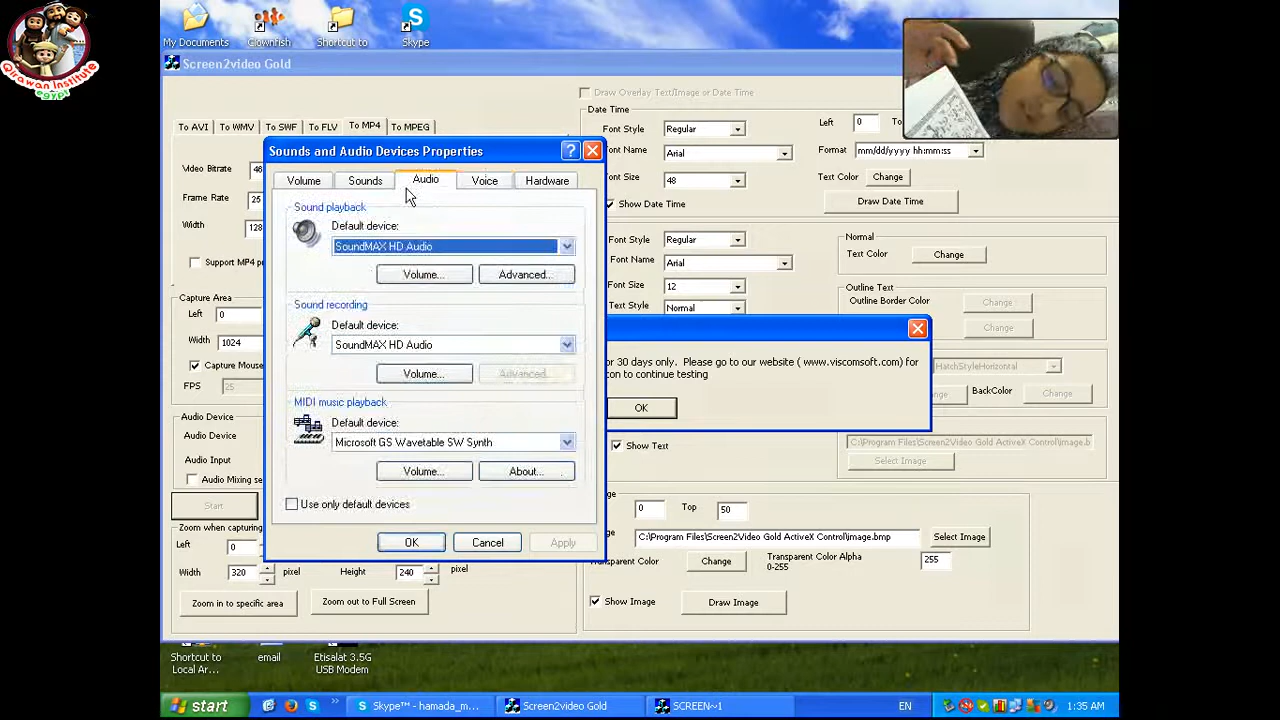 Qirawan Institute
egypt
My Documents
Clownfish
Shortcut to
Skype
Screen2video Gold
To AVI
To WMV
To SWF
To FLV
To MP4
To MPEG
Video Bitrate
Frame Rate
25
Width
Support MP4
Capture Area
Left
0
Width
1024
Capture Mouse
FPS
25
Audio Device
Audio Device
Audio Input
Audio Mixing
Start
Zoom when capturing
Left
0
Width
320
pixel
Height
240
pixel
Zoom in to specific area
Zoom out to Full Screen
Sounds and Audio Devices Properties
Volume
Sounds
Audio
Voice
Hardware
Sound playback
Default device:
SoundMAX HD Audio
Volume...
Advanced...
Sound recording
Default device:
SoundMAX HD Audio
Volume...
Advanced...
MIDI music playback
Default device:
Microsoft GS Wavetable SW Synth
Volume...
About...
Use only default devices
OK
Cancel
Apply
Draw Overlay Text/Image or Date Time
Date Time
Font Style
Regular
Left
0
To
Font Name
Arial
Format
mm/dd/yyyy hh:mm:ss
Font Size
48
Text Color
Change
Show Date Time
Draw Date Time
Font Style
Regular
Font Name
Arial
Font Size
12
Text Style
Normal
Normal
Text Color
Change
Outline Text
Outline Border Color
Change
Change
or 30 days only. Please go to our website ( www.viscomsoft.com) for
con to continue testing
OK
HatchStyleHorizontal
BackColor
Change
Show Text
C:\Program Files\Screen2Video Gold ActiveX Control\image.b
Select Image
0
Top
50
C:\Program Files\Screen2Video Gold ActiveX Control\image.bmp
Select Image
Color
Change
Transparent Color Alpha
0-255
255
Show Image
Draw Image
Shortcut to
Local Ar...
email
Etisalat 3.5G
USB Modem
start
Skype™ - hamada_m...
Screen2video Gold
SCREEN~1
EN
1:35 AM